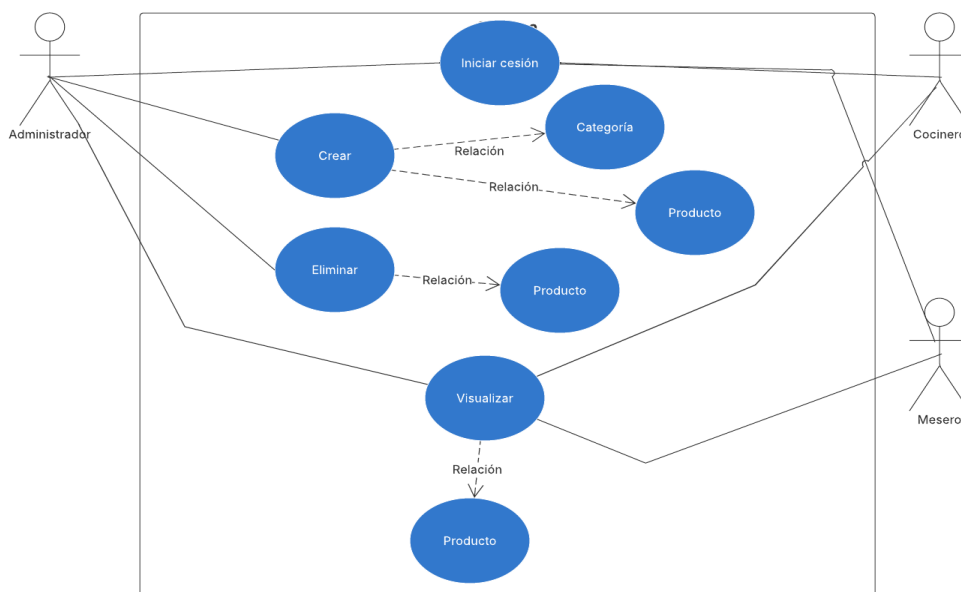 Iniciar cesión
Administrador
Cocinero
Categoría
Crear
Relación
Relación
Producto
Eliminar
Relación
Producto
Visualizar
Mesero
Relación
Producto